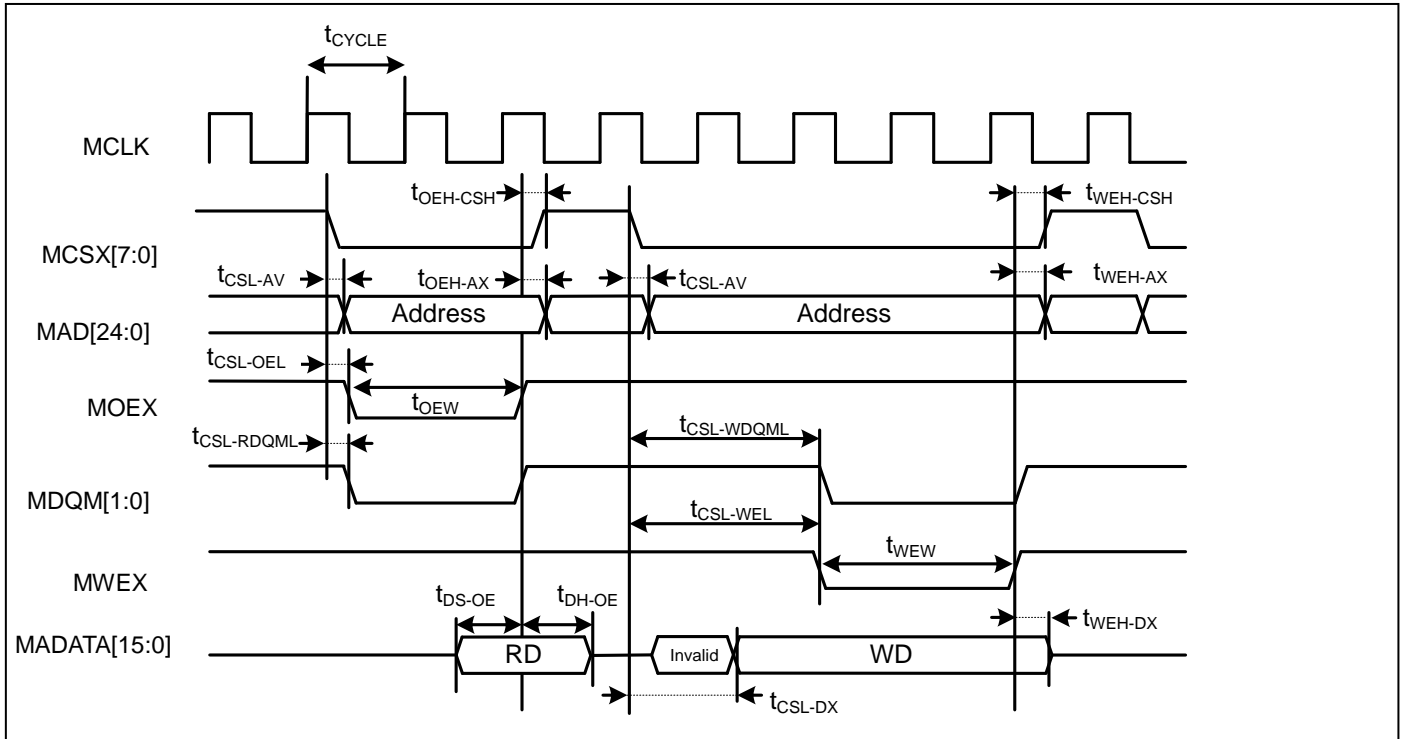 tCYCLE
MCLK
tOEH-CSH
tWEH-CSH
MCSX[7:0]
tCSL-AV
tOEH-AX
tCSL-AV
tWEH-AX
MAD[24:0]
Address
Address
tCSL-OEL
MOEX
tOEW
tCSL-RDQML
tCSL-WDQML
MDQM[1:0]
tCSL-WEL
tWEW
MWEX
tDS-OE
tDH-OE
tWEH-DX
MADATA[15:0]
RD
Invalid
WD
tCSL-DX